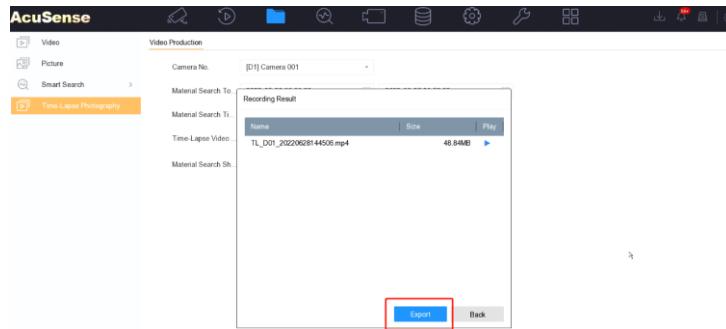 AcuSense
Video
Picture
Smart Search
Time-Lapse Photography
Video Production
Camera No.
[D1] Camera 001
Material Search To...
Material Search Ti...
Time-Lapse Video ...
Material Search Sh...
Recording Result
Name Size Play
TL_D01_20220628144506.mp4 48.84MB
Export Back